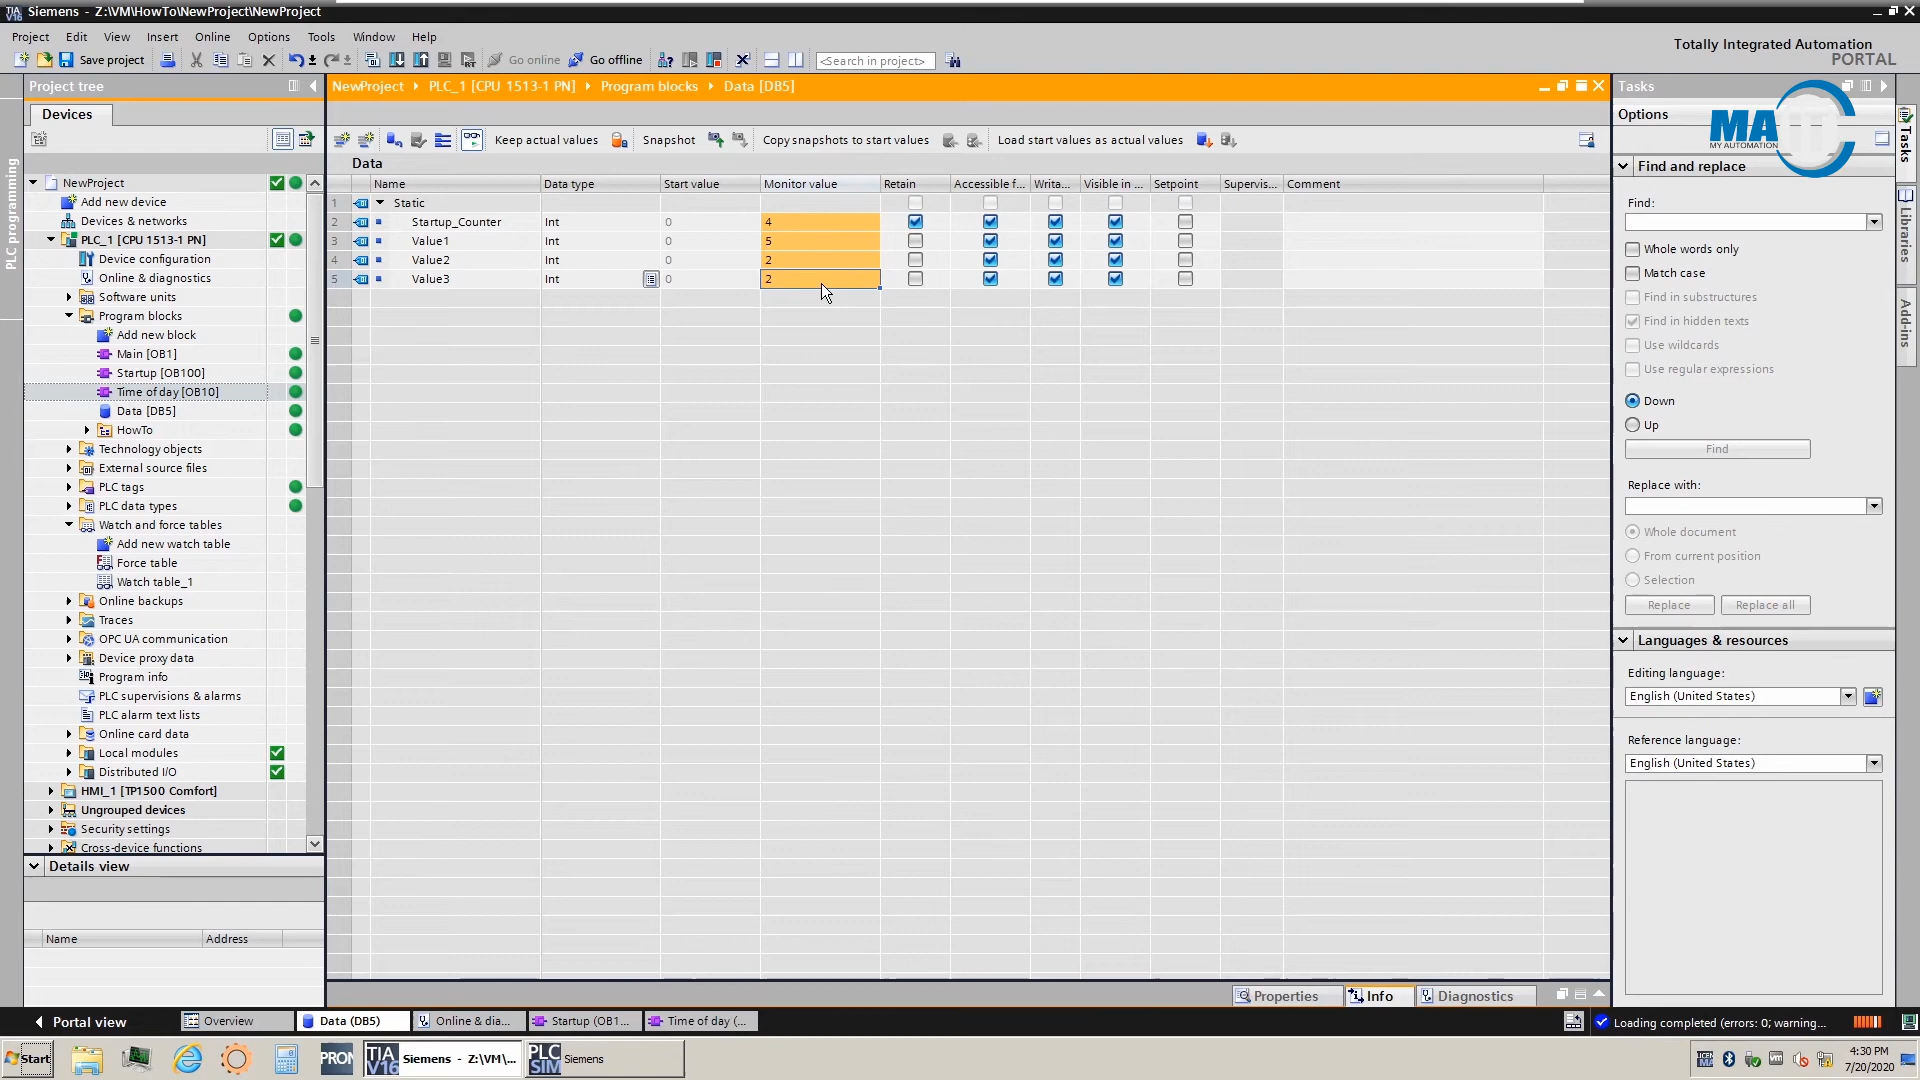 Siemens - Z:\VM\HowTo\NewProject\NewProject
Project Edit View Insert Online Options Tools Window Help
Totally Integrated Automation
PORTAL
Save project Go online Go offline <Search in project>
Project tree
NewProject PLC_1 [CPU 1513-1 PN] Program blocks Data [DB5]
Tasks
Devices
Options
MA
MY AUTOMATION
Keep actual values Snapshot Copy snapshots to start values Load start values as actual values
Data
Name Data type Start value Monitor value Retain Accessible f... Writa... Visible in ... Setpoint Supervis... Comment
1 Static
2 Startup_Counter Int 0 4
3 Value1 Int 0 5
4 Value2 Int 0 2
5 Value3 Int 0 2
PLC programming
NewProject
Add new device
Devices & networks
PLC_1 [CPU 1513-1 PN]
Device configuration
Online & diagnostics
Software units
Program blocks
Add new block
Main [OB1]
Startup [OB100]
Time of day [OB10]
Data [DB5]
HowTo
Technology objects
External source files
PLC tags
PLC data types
Watch and force tables
Add new watch table
Force table
Watch table_1
Online backups
Traces
OPC UA communication
Device proxy data
Program info
PLC supervisions & alarms
PLC alarm text lists
Online card data
Local modules
Distributed I/O
HMI_1 [TP1500 Comfort]
Ungrouped devices
Security settings
Cross-device functions
Details view
Name Address
Find and replace
Find:
Whole words only
Match case
Find in substructures
Find in hidden texts
Use wildcards
Use regular expressions
Down
Up
Find
Replace with:
Whole document
From current position
Selection
Replace Replace all
Languages & resources
Editing language:
English (United States)
Reference language:
English (United States)
Tasks
Libraries
Add-ins
Properties Info Diagnostics
Portal view Overview Data (DB5) Online & dia... Startup (OB1... Time of day (... Loading completed (errors: 0; warning...
Start PRON TIA V16 Siemens - Z:\VM\... PLC SIM Siemens
4:30 PM
7/20/2020